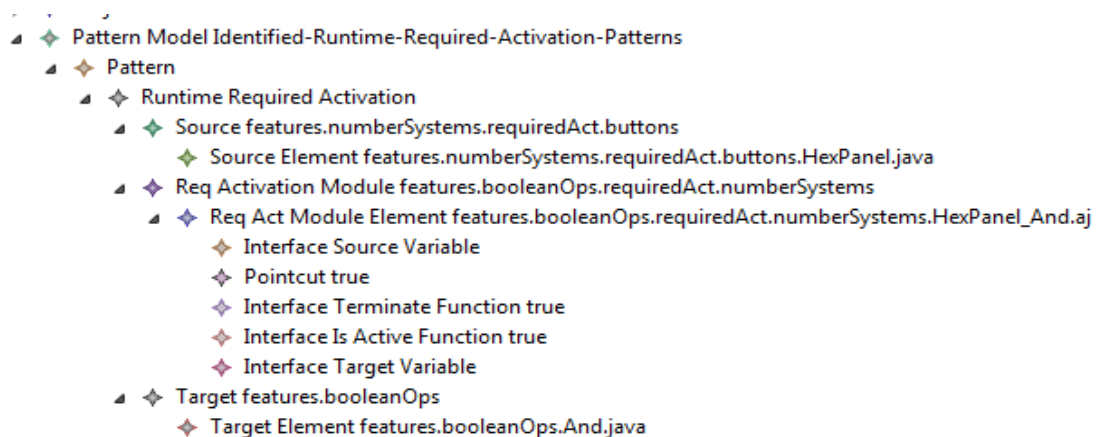 Pattern Model Identified-Runtime-Required-Activation-Patterns
Pattern
Runtime Required Activation
Source features.numberSystems.requiredAct.buttons
Source Element features.numberSystems.requiredAct.buttons.HexPanel.java
Req Activation Module features.booleanOps.requiredAct.numberSystems
Req Act Module Element features.booleanOps.requiredAct.numberSystems.HexPanel_And.aj
Interface Source Variable
Pointcut true
Interface Terminate Function true
Interface Is Active Function true
Interface Target Variable
Target features.booleanOps
Target Element features.booleanOps.And.java